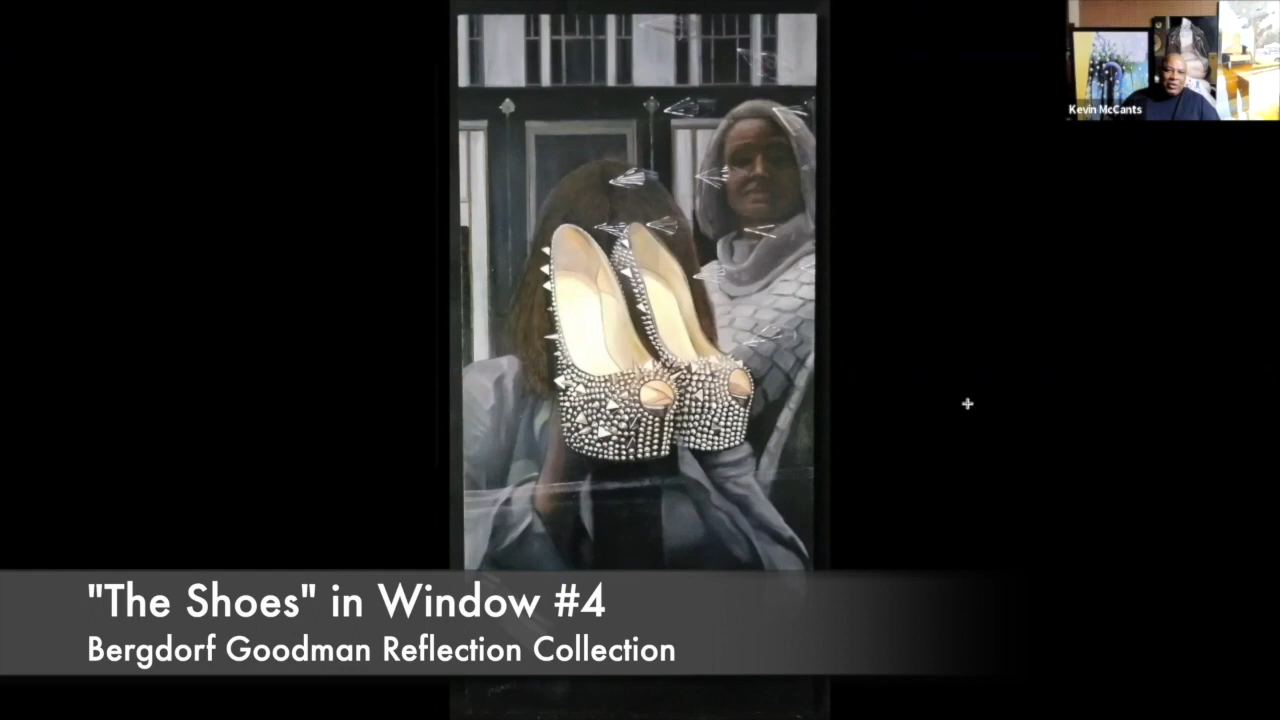 Kevin McCants
"The Shoes" in Window #4
Bergdorf Goodman Reflection Collection